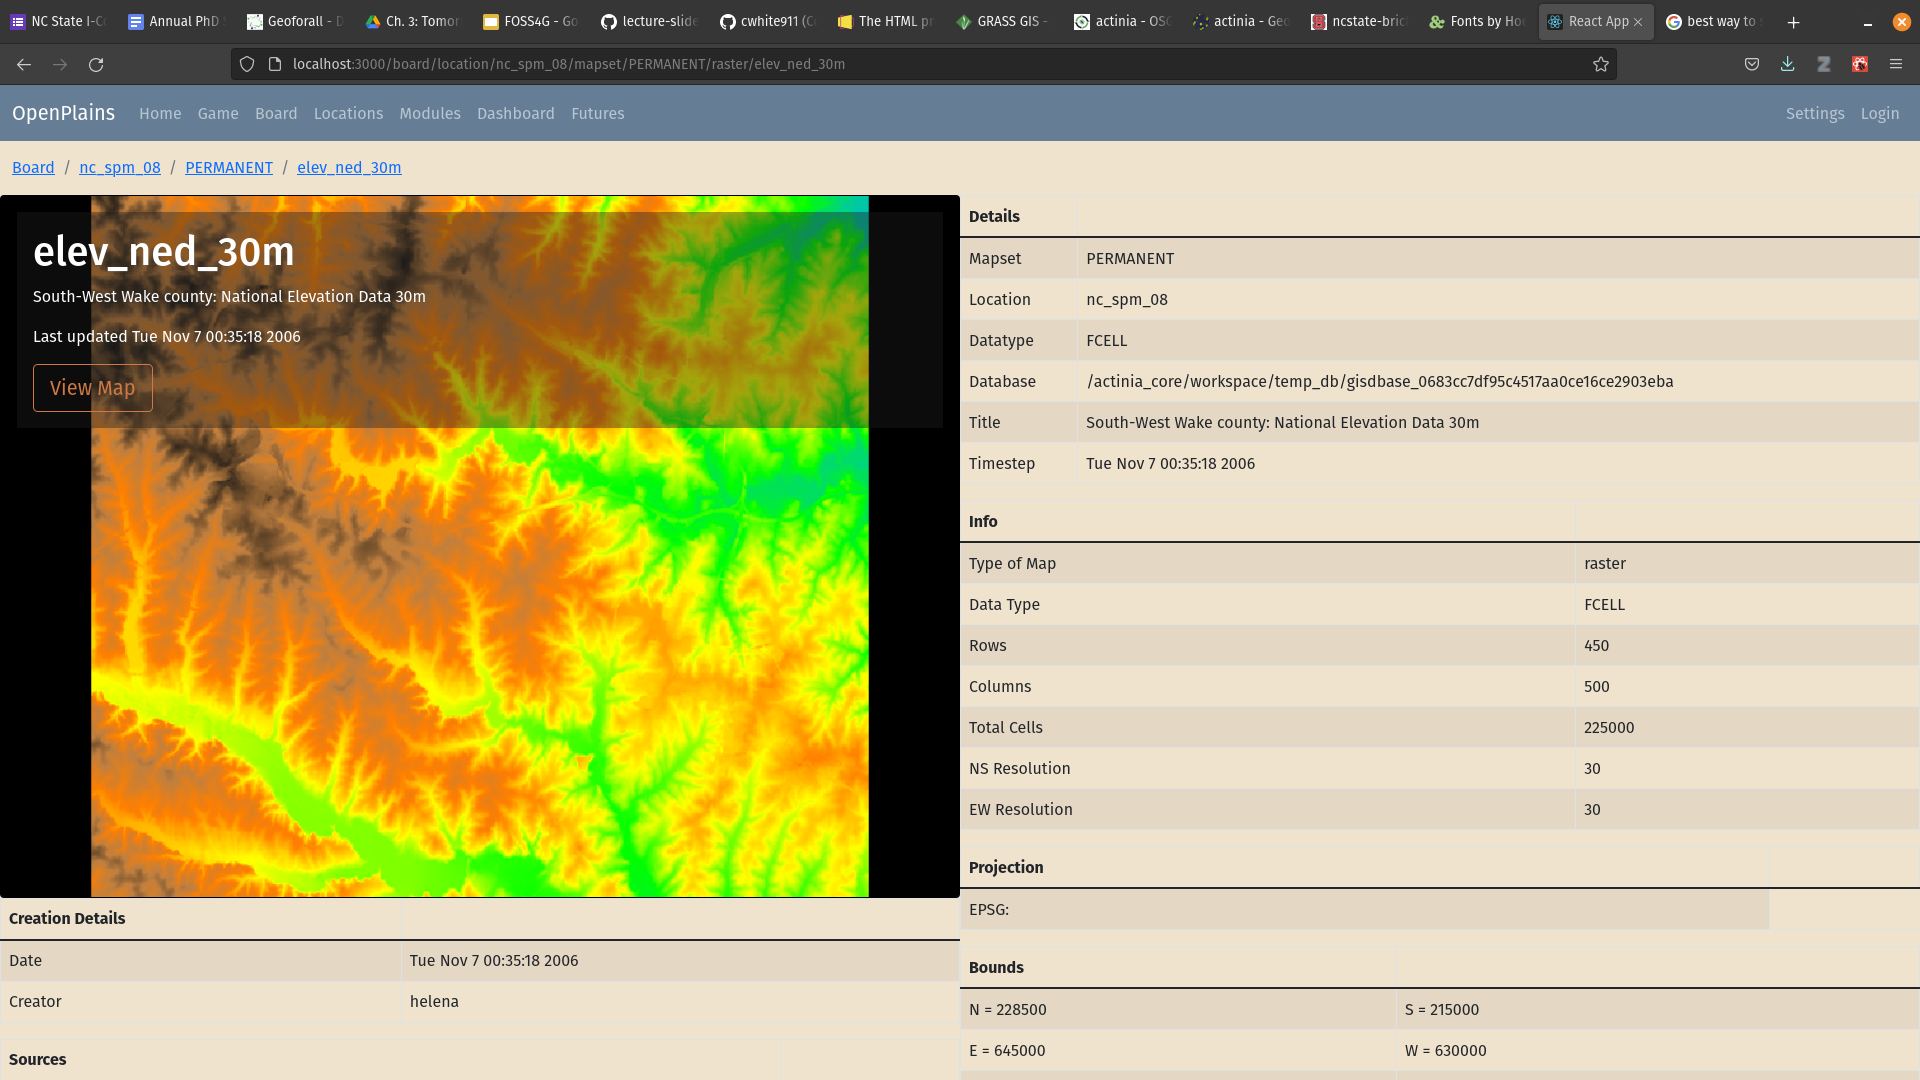 NC State I-C
Annual PhD
Geoforall - D
Ch. 3: Tomor
FOSS4G - Go
lecture-slide
cwhite911 (C
The HTML pr
GRASS GIS -
actinia - OSG
actinia - Geo
ncstate-bric
Fonts by Hoe
React App
best way to
localhost:3000/board/location/nc_spm_08/mapset/PERMANENT/raster/elev_ned_30m
OpenPlains Home Game Board Locations Modules Dashboard Futures Settings Login
Board / nc_spm_08 / PERMANENT / elev_ned_30m
elev_ned_30m
South-West Wake county: National Elevation Data 30m
Last updated Tue Nov 7 00:35:18 2006
View Map
Creation Details
Date Tue Nov 7 00:35:18 2006
Creator helena
Sources
Details
Mapset PERMANENT
Location nc_spm_08
Datatype FCELL
Database /actinia_core/workspace/temp_db/gisdbase_0683cc7df95c4517aa0ce16ce2903eba
Title South-West Wake county: National Elevation Data 30m
Timestep Tue Nov 7 00:35:18 2006
Info
Type of Map raster
Data Type FCELL
Rows 450
Columns 500
Total Cells 225000
NS Resolution 30
EW Resolution 30
Projection
EPSG:
Bounds
N = 228500 S = 215000
E = 645000 W = 630000